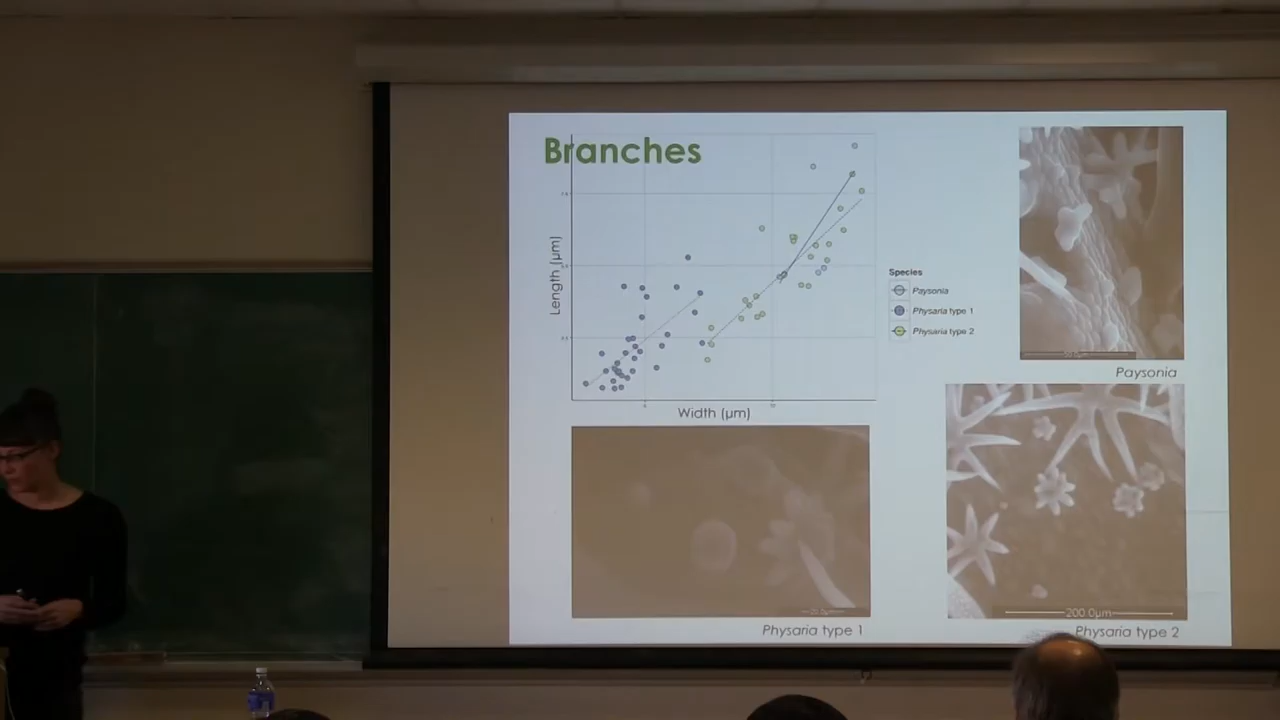 Branches
Length (µm)
Width (µm)
Species
Paysonia
Physaria type 1
Physaria type 2
Paysonia
Physaria type 1
200.0µm
Physaria type 2